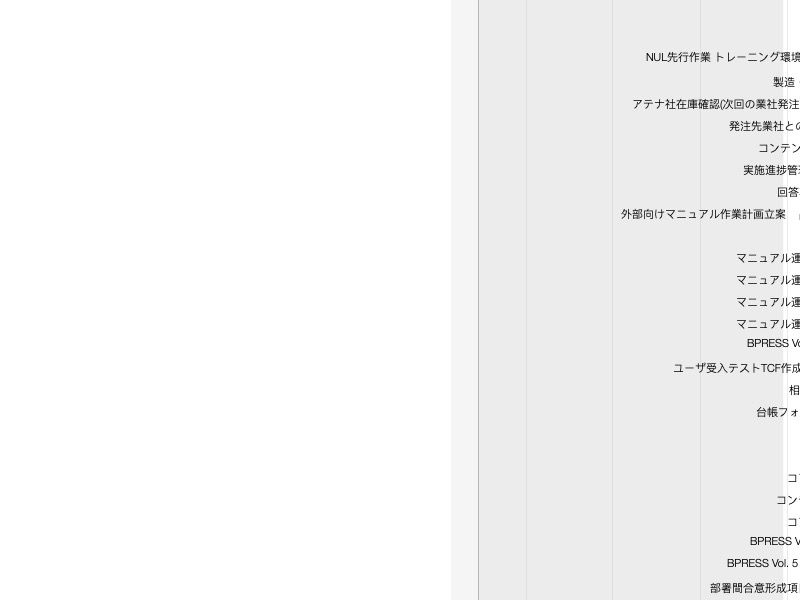 NUL先行作業 トレーニング環境
製造
アテナ社在庫確認(次回の業社発注
発注先業社と
コンテン
実施進捗管
回答
外部向けマニュアル作業計画立案
マニュアル運
マニュアル運
マニュアル運
マニュアル運
BPRESS Vo
ユーザ受入テストTCF作成
相
台帳フォ
コ
コン
コ
BPRESS V
BPRESS Vol. 5
部署間合意形成項